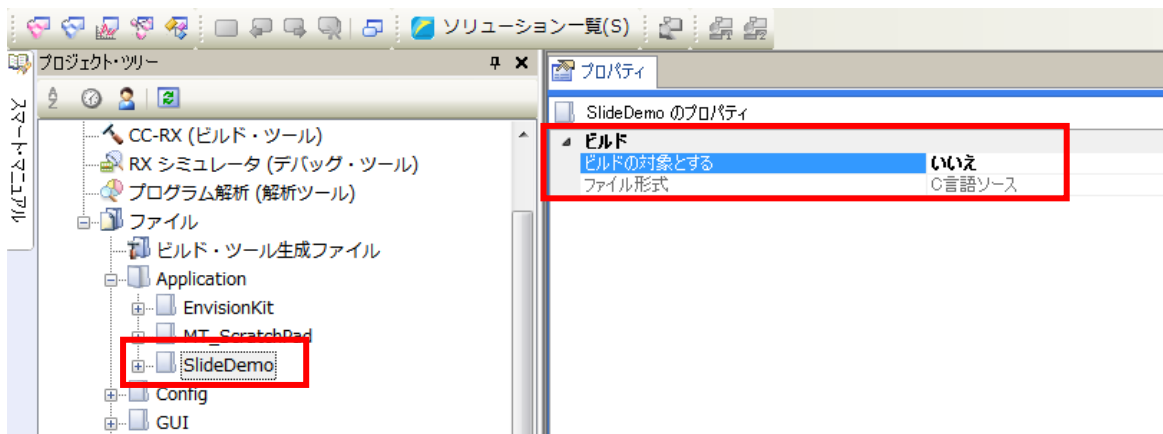 ソリューション一覧(S)
プロジェクト・ツリー
スマート・マニュアル
CC-RX (ビルド・ツール)
RX シミュレータ (デバッグ・ツール)
プログラム解析 (解析ツール)
ファイル
ビルド・ツール生成ファイル
Application
EnvisionKit
MT_ScratchPad
SlideDemo
Config
GUI
プロパティ
SlideDemo のプロパティ
ビルド
ビルドの対象とする いいえ
ファイル形式 C言語ソース